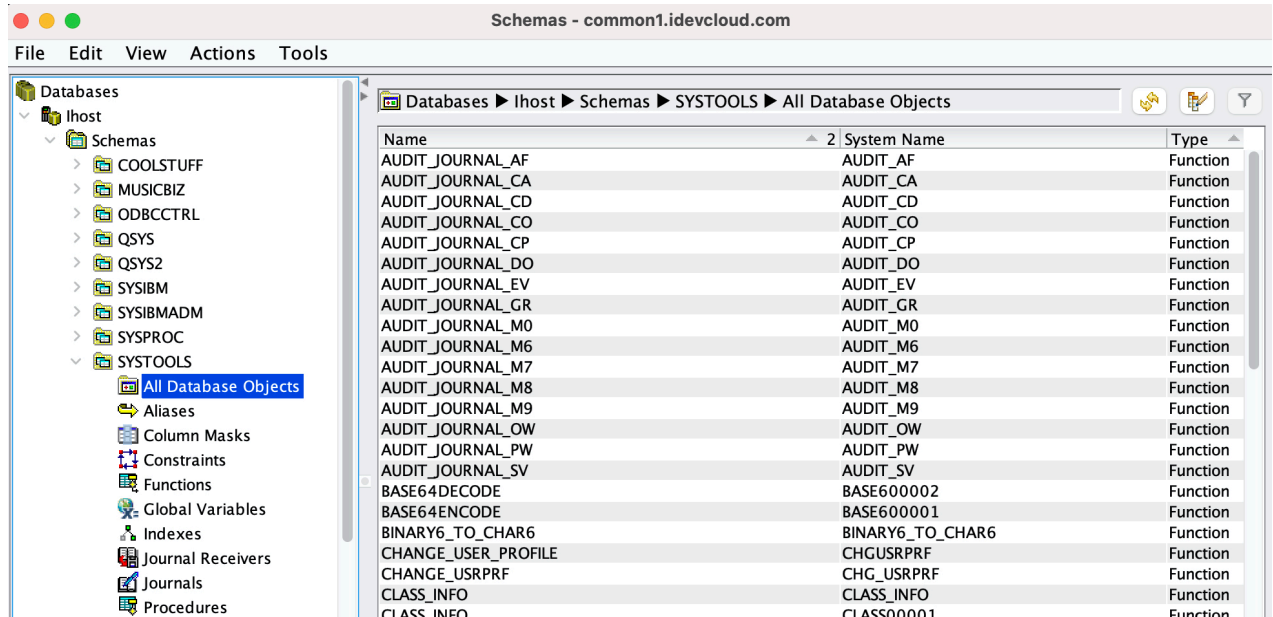 Schemas - common1.idevcloud.com
File Edit View Actions Tools
Databases
Ihost
Schemas
COOLSTUFF
MUSICBIZ
ODBCCTRL
QSYS
QSYS2
SYSIBM
SYSIBMADM
SYSPROC
SYSTOOLS
All Database Objects
Aliases
Column Masks
Constraints
Functions
Global Variables
Indexes
Journal Receivers
Journals
Procedures
Databases ▶ Ihost ▶ Schemas ▶ SYSTOOLS ▶ All Database Objects
Name 2 System Name Type
AUDIT_JOURNAL_AF AUDIT_AF Function
AUDIT_JOURNAL_CA AUDIT_CA Function
AUDIT_JOURNAL_CD AUDIT_CD Function
AUDIT_JOURNAL_CO AUDIT_CO Function
AUDIT_JOURNAL_CP AUDIT_CP Function
AUDIT_JOURNAL_DO AUDIT_DO Function
AUDIT_JOURNAL_EV AUDIT_EV Function
AUDIT_JOURNAL_GR AUDIT_GR Function
AUDIT_JOURNAL_M0 AUDIT_M0 Function
AUDIT_JOURNAL_M6 AUDIT_M6 Function
AUDIT_JOURNAL_M7 AUDIT_M7 Function
AUDIT_JOURNAL_M8 AUDIT_M8 Function
AUDIT_JOURNAL_M9 AUDIT_M9 Function
AUDIT_JOURNAL_OW AUDIT_OW Function
AUDIT_JOURNAL_PW AUDIT_PW Function
AUDIT_JOURNAL_SV AUDIT_SV Function
BASE64DECODE BASE600002 Function
BASE64ENCODE BASE600001 Function
BINARY6_TO_CHAR6 BINARY6_TO_CHAR6 Function
CHANGE_USER_PROFILE CHGUSRPRF Function
CHANGE_USRPRF CHG_USRPRF Function
CLASS_INFO CLASS_INFO Function
CLASS_INFO CLASS00001 Function